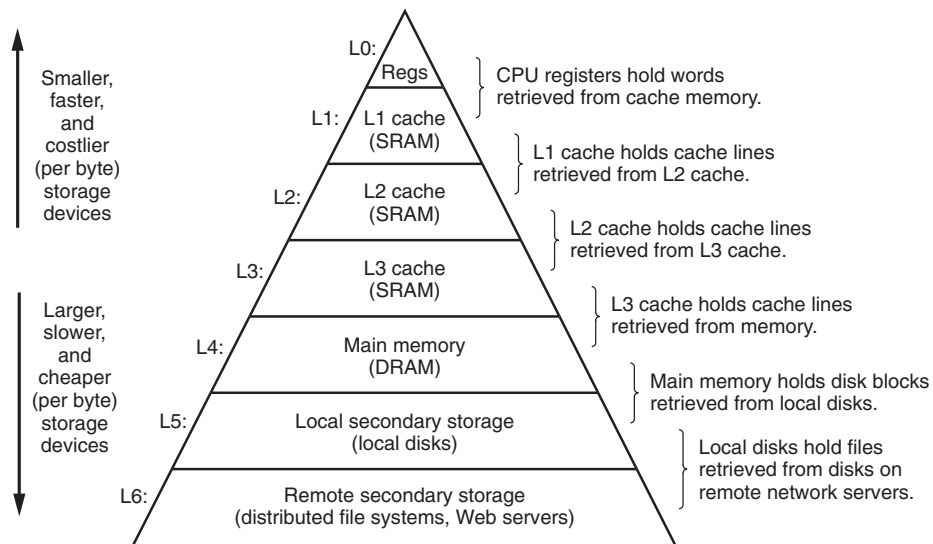 L0:
Regs
CPU registers hold words
retrieved from cache memory.
Smaller,
faster,
and
costlier
(per byte)
storage
devices
L1:
L1 cache
(SRAM)
L1 cache holds cache lines
retrieved from L2 cache.
L2:
L2 cache
(SRAM)
L2 cache holds cache lines
retrieved from L3 cache.
L3:
L3 cache
(SRAM)
L3 cache holds cache lines
retrieved from memory.
Larger,
slower,
and
cheaper
(per byte)
storage
devices
L4:
Main memory
(DRAM)
Main memory holds disk blocks
retrieved from local disks.
L5:
Local secondary storage
(local disks)
Local disks hold files
retrieved from disks on
remote network servers.
L6:
Remote secondary storage
(distributed file systems, Web servers)